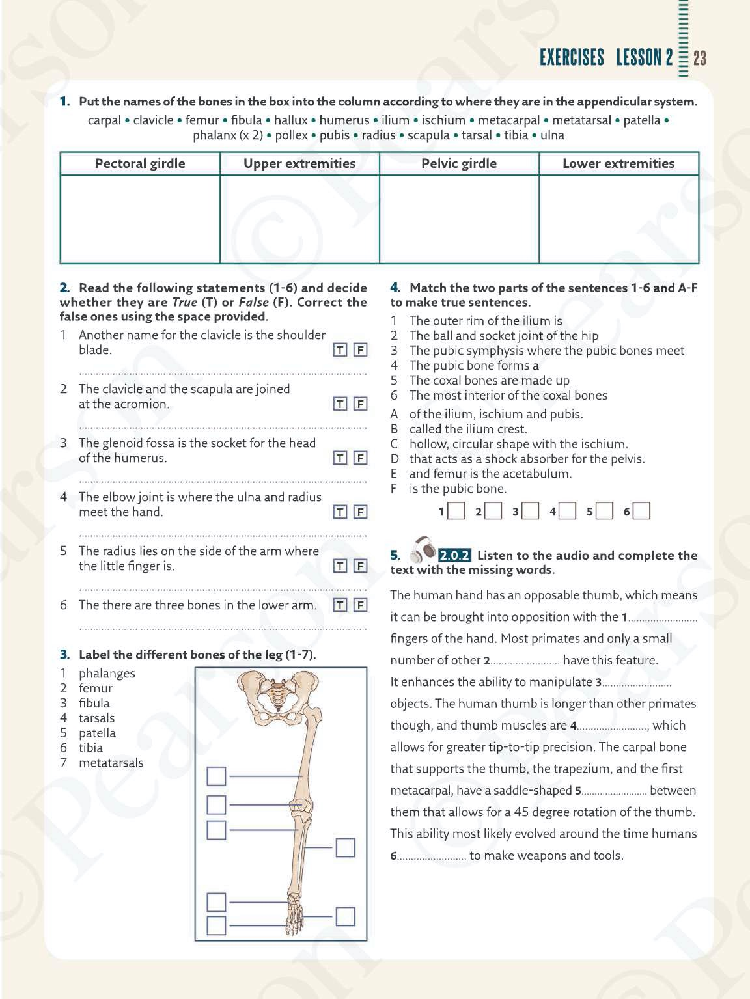 EXERCISES LESSON 2 23
1. Put the names of the bones in the box into the column according to where they are in the appendicular system.
carpal • clavicle • femur • fibula • hallux • humerus • ilium • ischium • metacarpal • metatarsal • patella •
phalanx (x 2) • pollex • pubis • radius • scapula • tarsal • tibia • ulna
Pectoral girdle Upper extremities Pelvic girdle Lower extremities
2. Read the following statements (1-6) and decide
whether they are True (T) or False (F). Correct the
false ones using the space provided.
1 Another name for the clavicle is the shoulder
blade. T F
2 The clavicle and the scapula are joined
at the acromion. T F
3 The glenoid fossa is the socket for the head
of the humerus. T F
4 The elbow joint is where the ulna and radius
meet the hand. T F
5 The radius lies on the side of the arm where
the little finger is. T F
6 The there are three bones in the lower arm. T F
3. Label the different bones of the leg (1-7).
1 phalanges
2 femur
3 fibula
4 tarsals
5 patella
6 tibia
7 metatarsals
4. Match the two parts of the sentences 1-6 and A-F
to make true sentences.
1 The outer rim of the ilium is
2 The ball and socket joint of the hip
3 The pubic symphysis where the pubic bones meet
4 The pubic bone forms a
5 The coxal bones are made up
6 The most interior of the coxal bones
A of the ilium, ischium and pubis.
B called the ilium crest.
C hollow, circular shape with the ischium.
D that acts as a shock absorber for the pelvis.
E and femur is the acetabulum.
F is the pubic bone.
1 2 3 4 5 6
5. 2.0.2 Listen to the audio and complete the
text with the missing words.
The human hand has an opposable thumb, which means
it can be brought into opposition with the 1.........................
fingers of the hand. Most primates and only a small
number of other 2......................... have this feature.
It enhances the ability to manipulate 3.........................
objects. The human thumb is longer than other primates
though, and thumb muscles are 4........................., which
allows for greater tip-to-tip precision. The carpal bone
that supports the thumb, the trapezium, and the first
metacarpal, have a saddle-shaped 5......................... between
them that allows for a 45 degree rotation of the thumb.
This ability most likely evolved around the time humans
6......................... to make weapons and tools.
© Pearson